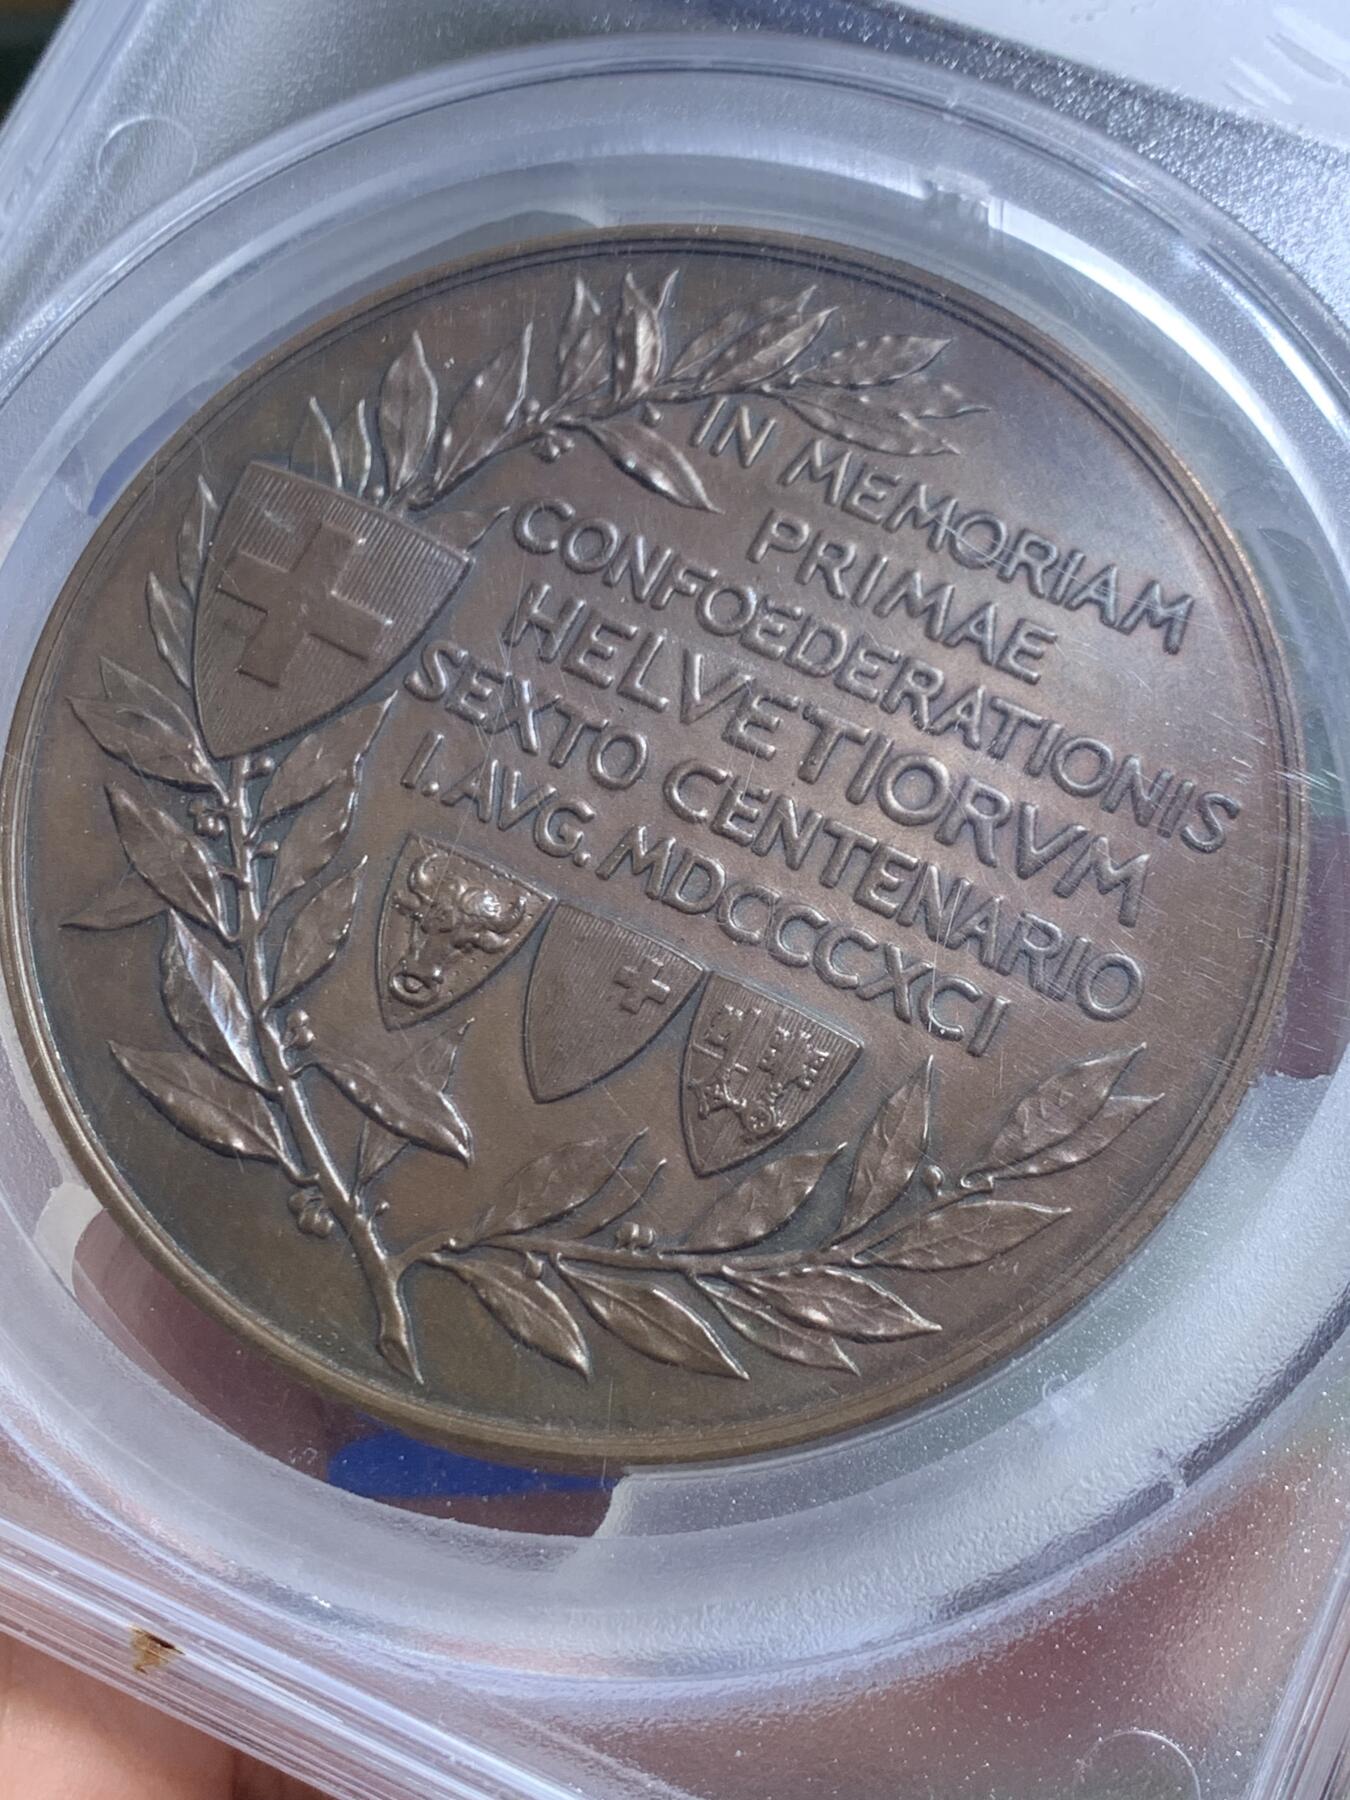 IN MEMORIAM
PRIMAE
CONFOEDERATIONIS
HELVETIORVM
SEXTO CENTENARIO
I. AVG. MDCCCXCI